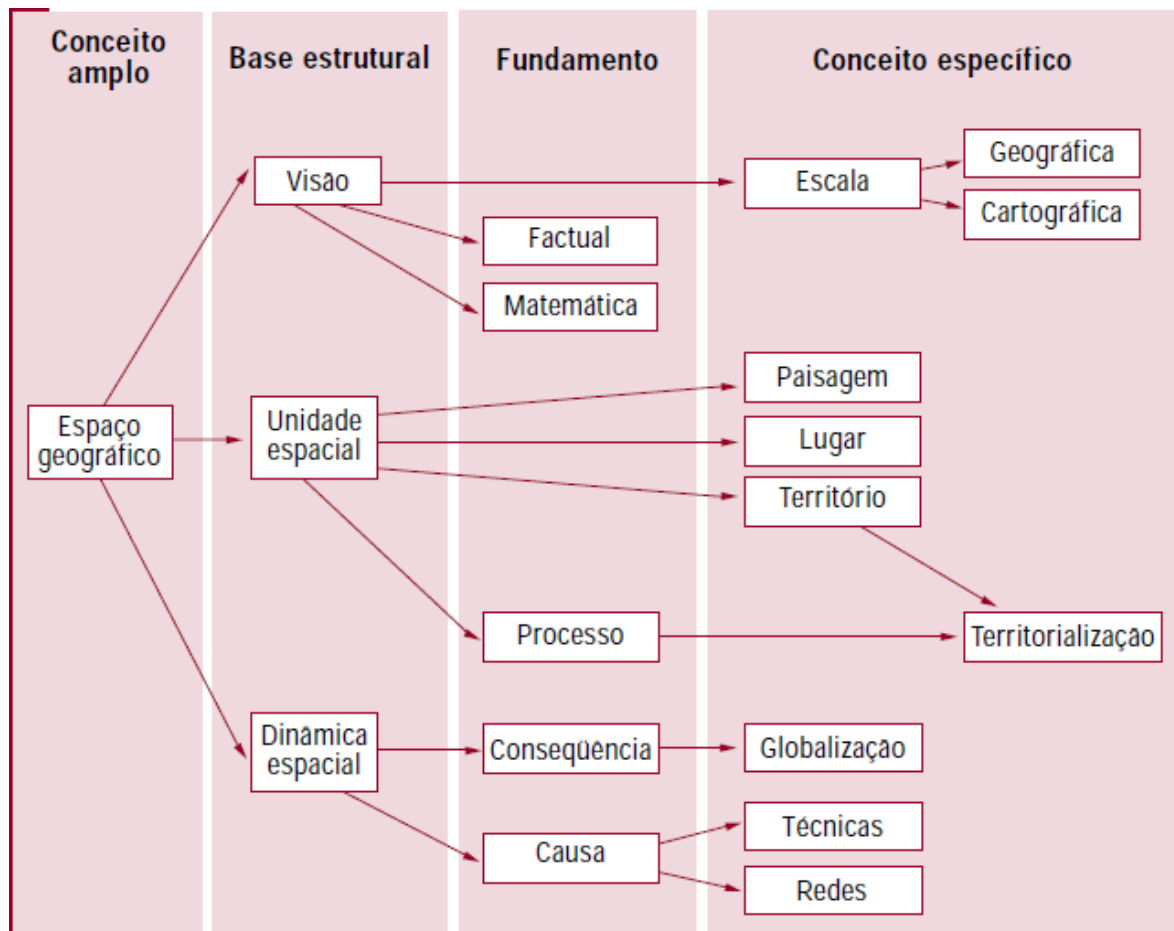 Conceito
amplo
Base estrutural
Fundamento
Conceito específico
Visão
Escala
Geográfica
Cartográfica
Factual
Matemática
Espaço
geográfico
Unidade
espacial
Paisagem
Lugar
Território
Processo
Territorialização
Dinâmica
espacial
Conseqüência
Globalização
Causa
Técnicas
Redes